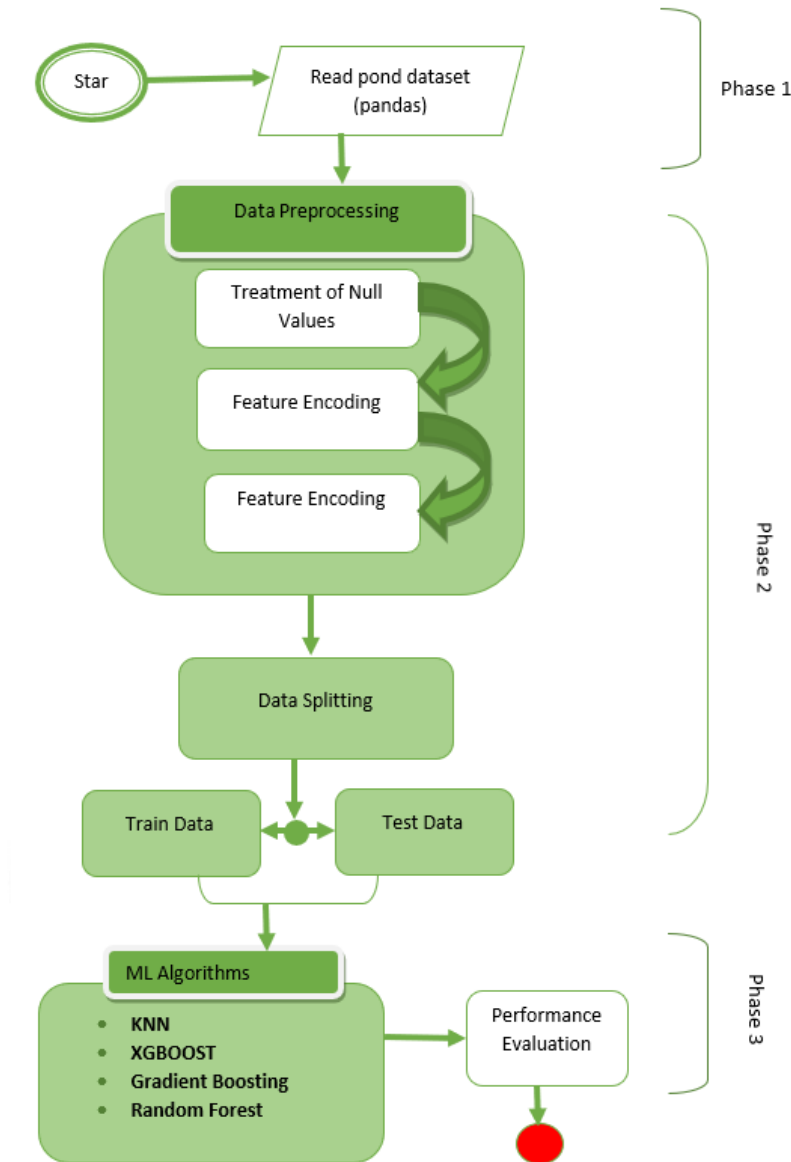 Star
Read pond dataset
(pandas)
Phase 1
Data Preprocessing
Treatment of Null
Values
Feature Encoding
Feature Encoding
Phase 2
Data Splitting
Train Data
Test Data
ML Algorithms
KNN
XGBOOST
Gradient Boosting
Random Forest
Performance
Evaluation
Phase 3